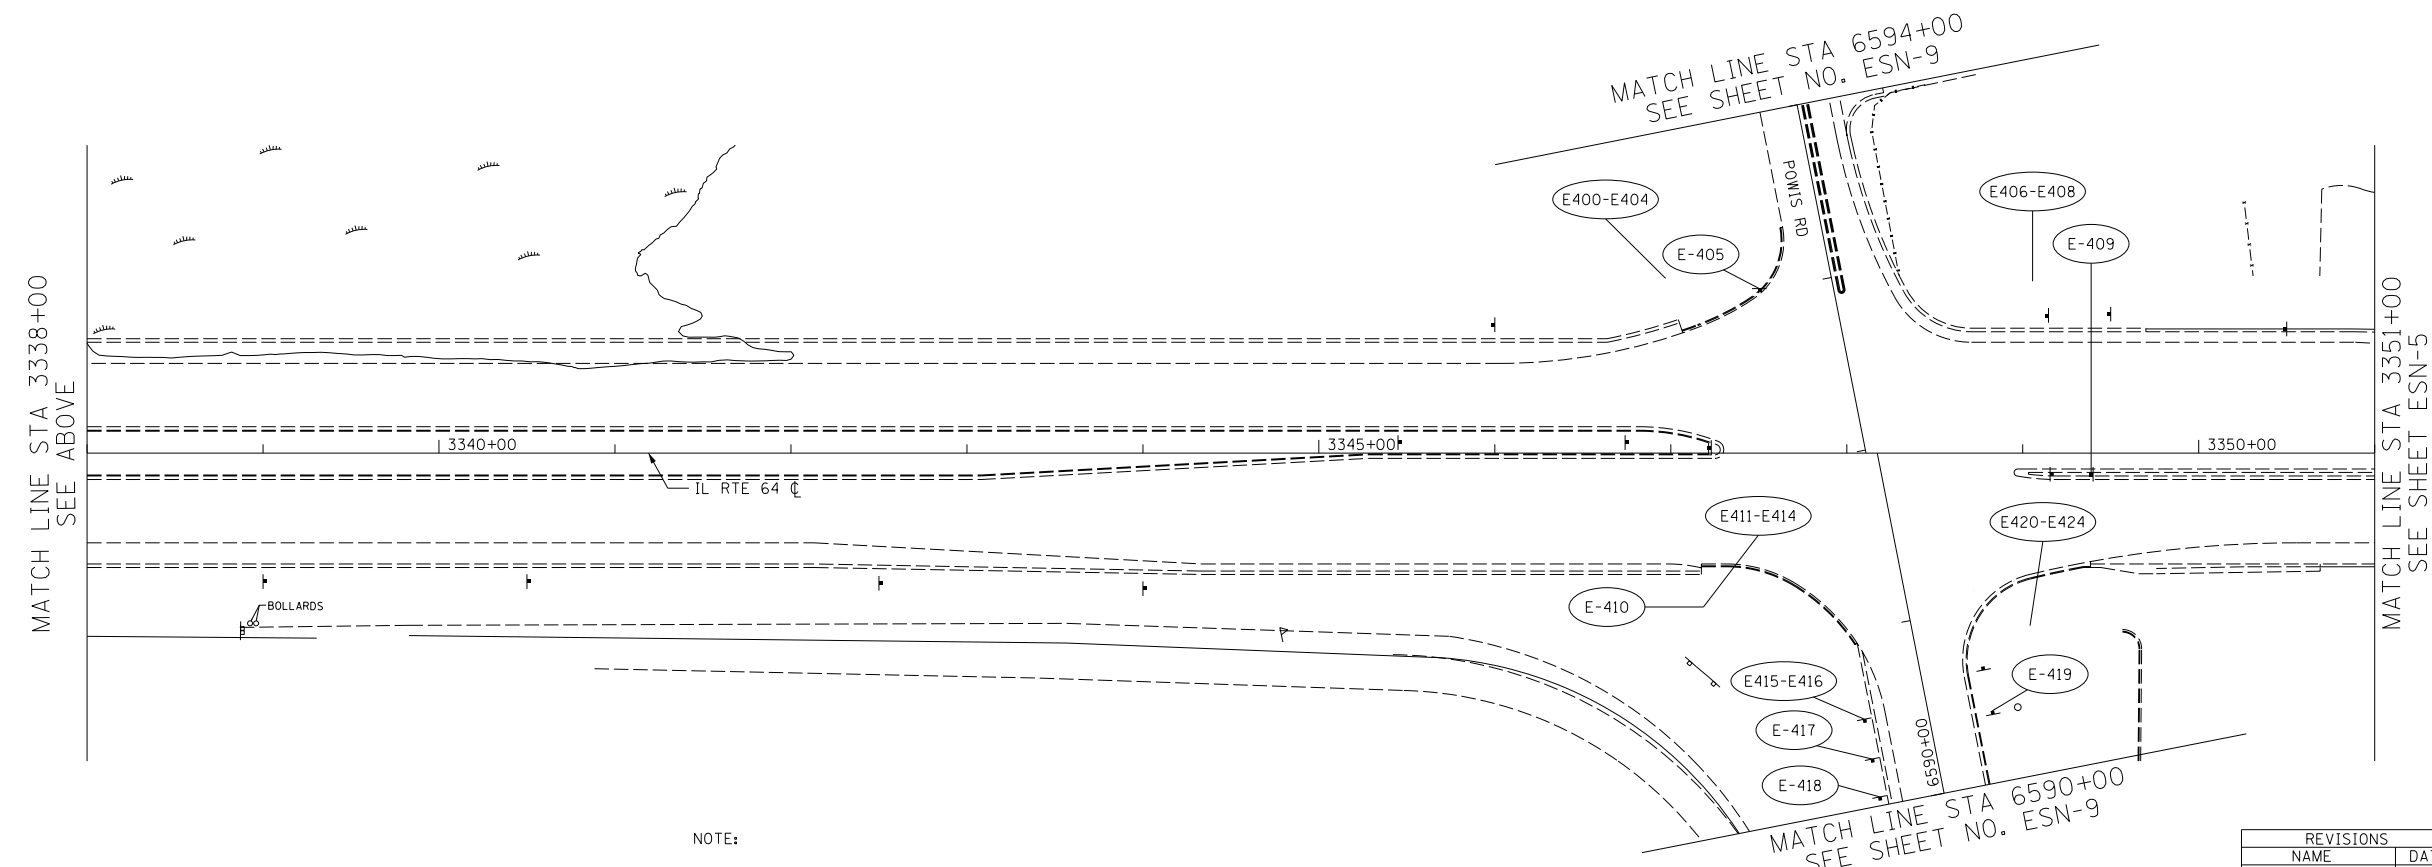 MATCH LINE STA 6594+00
SEE SHEET NO. ESN-9
E400-E404
POWIS RD
E406-E408
E-405
E-409
MATCH LINE STA 3338+00
SEE ABOVE
3340+00
3345+00
3350+00
MATCH LINE STA 3351+00
SEE SHEET ESN-5
IL RTE 64 ℄
E411-E414
E420-E424
BOLLARDS
E-410
E415-E416
E-419
E-417
6590+00
E-418
MATCH LINE STA 6590+00
SEE SHEET NO. ESN-9
NOTE:
REVISIONS
NAME